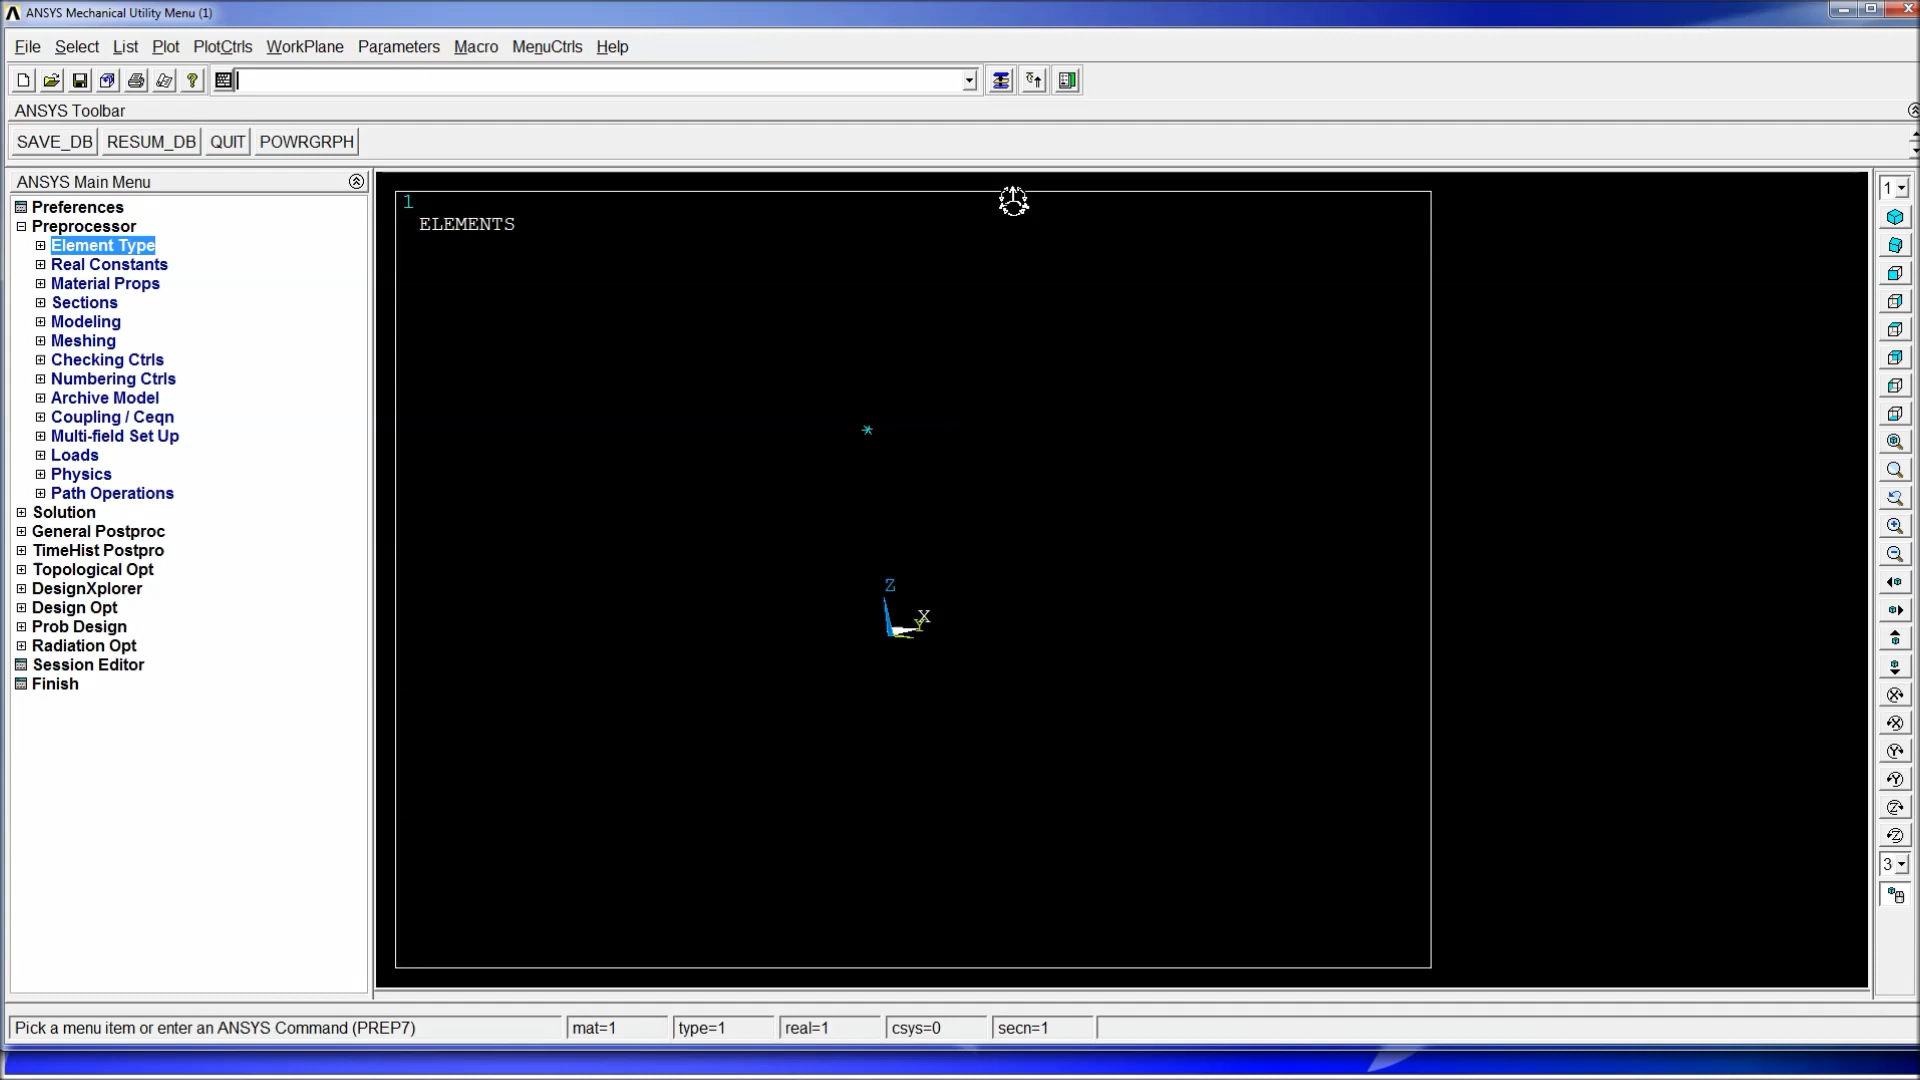 ANSYS Mechanical Utility Menu (1)
File Select List Plot PlotCtrls WorkPlane Parameters Macro MenuCtrls Help
ANSYS Toolbar
SAVE_DB RESUM_DB QUIT POWRGRPH
ANSYS Main Menu
Preferences
Preprocessor
Element Type
Real Constants
Material Props
Sections
Modeling
Meshing
Checking Ctrls
Numbering Ctrls
Archive Model
Coupling / Ceqn
Multi-field Set Up
Loads
Physics
Path Operations
Solution
General Postproc
TimeHist Postpro
Topological Opt
DesignXplorer
Design Opt
Prob Design
Radiation Opt
Session Editor
Finish
1
ELEMENTS
Z
X
Y
1
3
Pick a menu item or enter an ANSYS Command (PREP7) mat=1 type=1 real=1 csys=0 secn=1